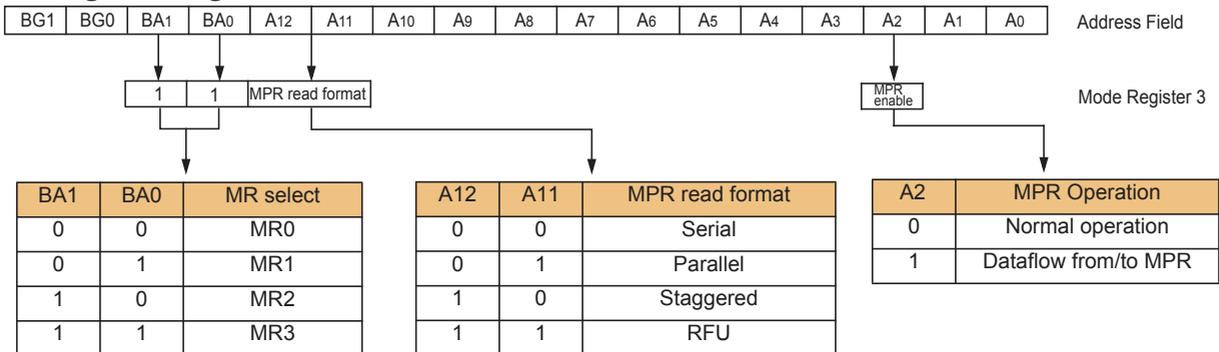 BG1 BG0 BA1 BA0 A12 A11 A10 A9 A8 A7 A6 A5 A4 A3 A2 A1 A0 Address Field
1 1 MPR read format MPR enable Mode Register 3
BA1 BA0 MR select
0 0 MR0
0 1 MR1
1 0 MR2
1 1 MR3
A12 A11 MPR read format
0 0 Serial
0 1 Parallel
1 0 Staggered
1 1 RFU
A2 MPR Operation
0 Normal operation
1 Dataflow from/to MPR